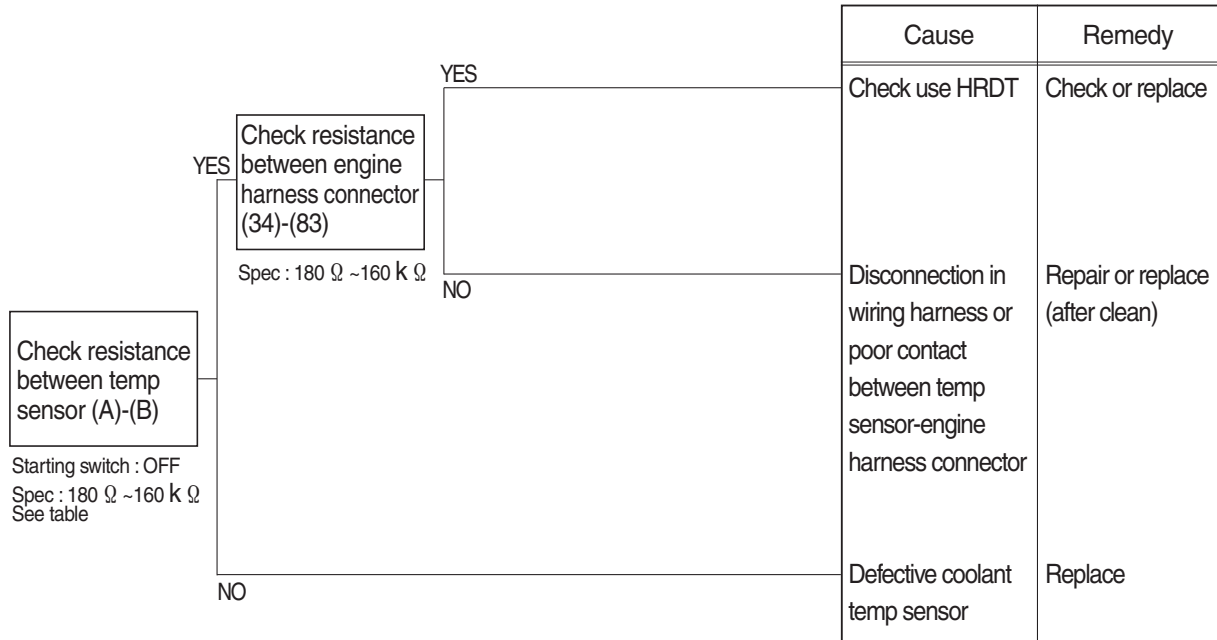 Cause
Remedy
YES
Check use HRDT
Check or replace
Check resistance
between engine
harness connector
(34)-(83)
YES
Spec : 180 Ω ~160 k Ω
NO
Disconnection in
wiring harness or
poor contact
between temp
sensor-engine
harness connector
Repair or replace
(after clean)
Check resistance
between temp
sensor (A)-(B)
Starting switch : OFF
Spec : 180 Ω ~160 k Ω
See table
NO
Defective coolant
temp sensor
Replace